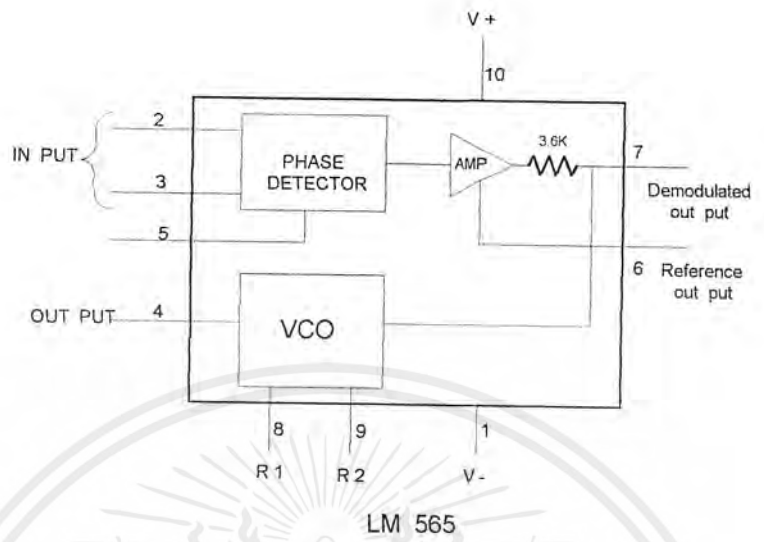 V +
10
2
IN PUT
3
5
PHASE
DETECTOR
AMP
3.6K
7
Demodulated
out put
6
Reference
out put
OUT PUT
4
VCO
8
9
1
R 1
R 2
V -
LM 565